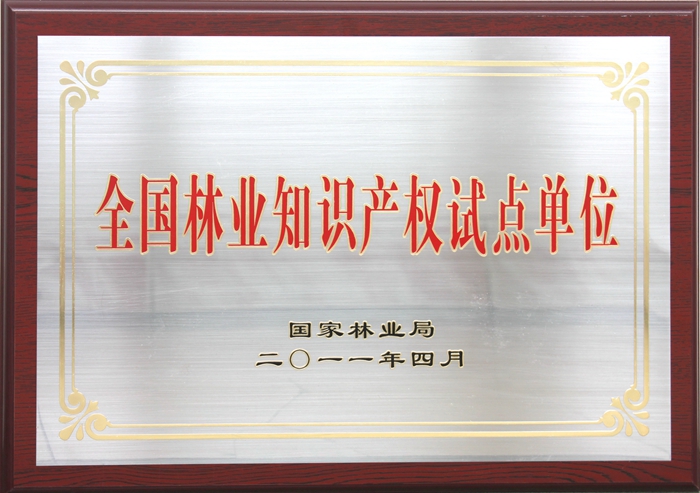 全国林业知识产权试点单位
国家林业局
二〇一一年四月